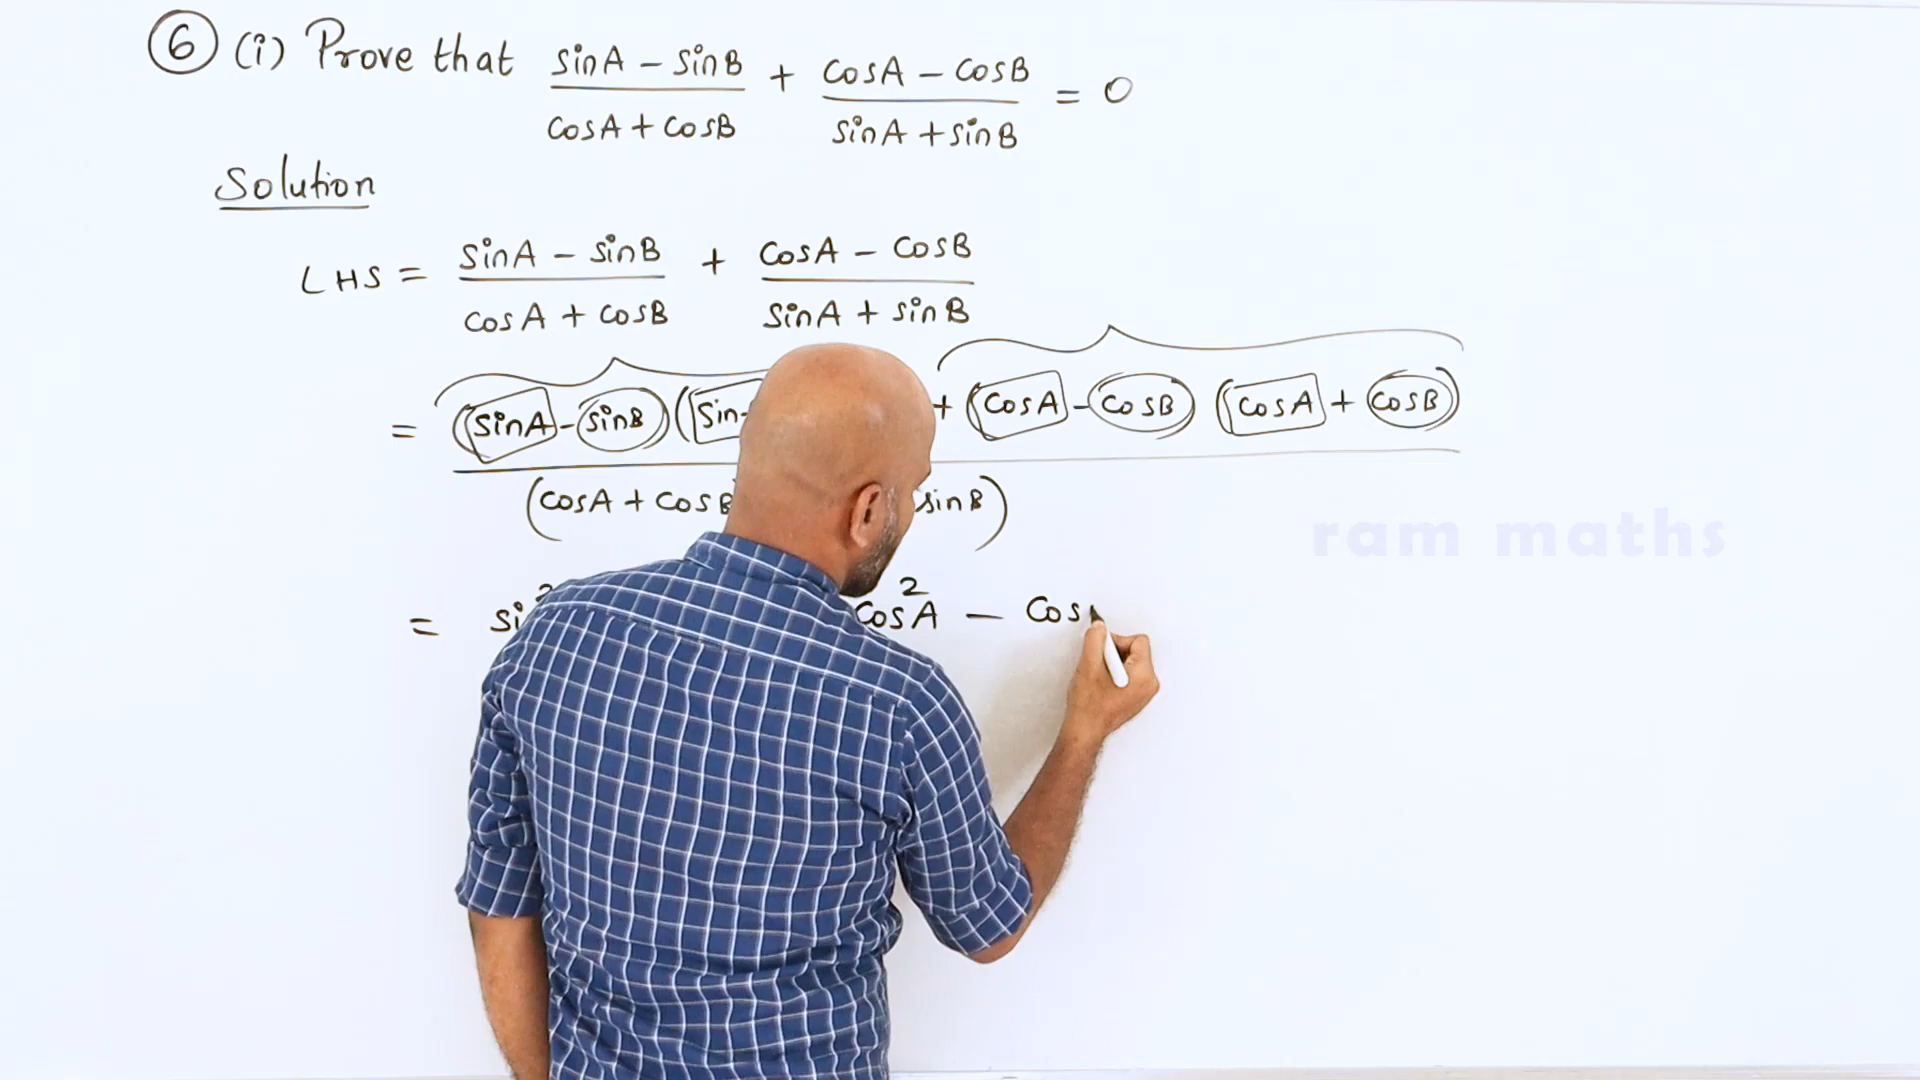 6 (i) Prove that sinA − sinB / cosA + cosB + cosA − cosB / sinA + sinB = 0
Solution
LHS = sinA − sinB / cosA + cosB + cosA − cosB / sinA + sinB
= (sinA − sinB) (sin + (cosA − cosB) (cosA + cosB)
(cosA + cosB sinB)
ram maths
= si 2 cos²A − cos